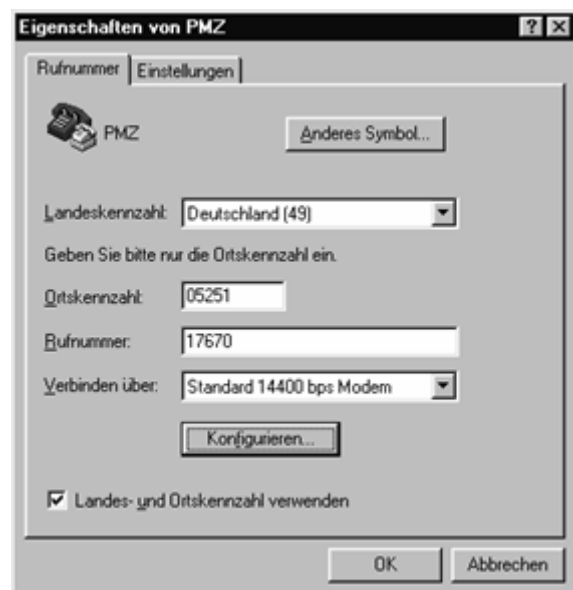 Eigenschaften von PMZ
Rufnummer Einstellungen
PMZ Anderes Symbol...
Landeskennzahl: Deutschland (49)
Geben Sie bitte nur die Ortskennzahl ein.
Ortskennzahl: 05251
Rufnummer: 17670
Verbinden über: Standard 14400 bps Modem
Konfigurieren...
Landes- und Ortskennzahl verwenden
OK Abbrechen